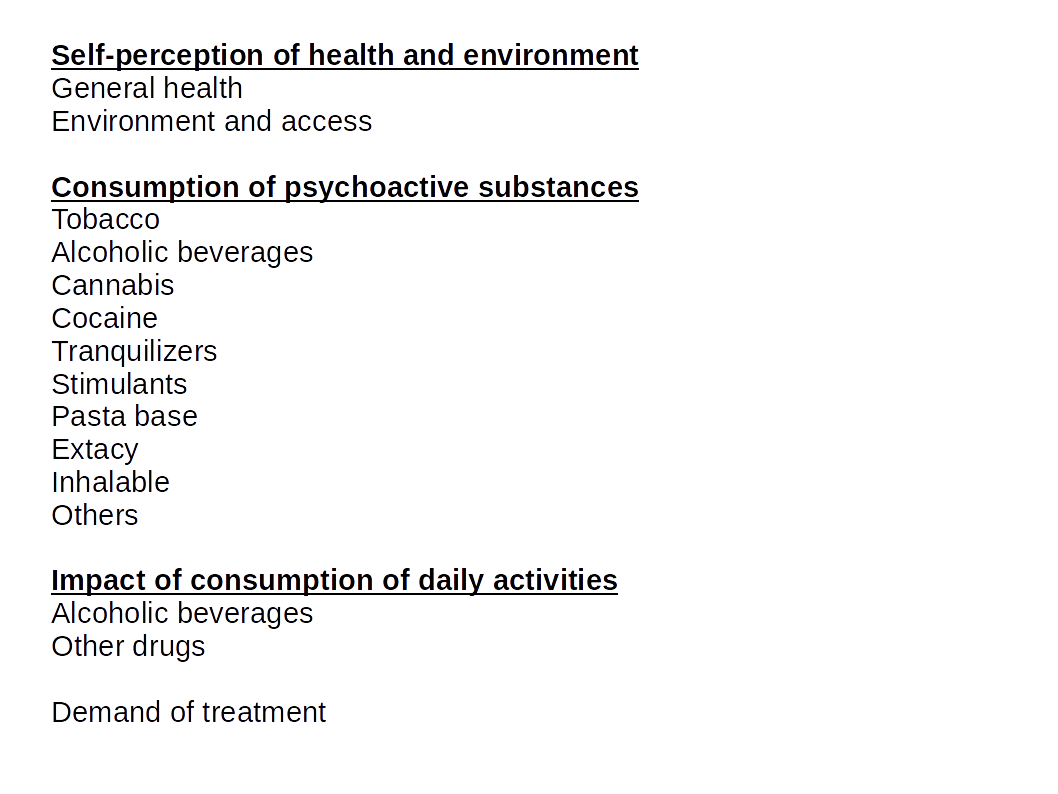 Self-perception of health and environment
General health
Environment and access
Consumption of psychoactive substances
Tobacco
Alcoholic beverages
Cannabis
Cocaine
Tranquilizers
Stimulants
Pasta base
Extacy
Inhalable
Others
Impact of consumption of daily activities
Alcoholic beverages
Other drugs
Demand of treatment